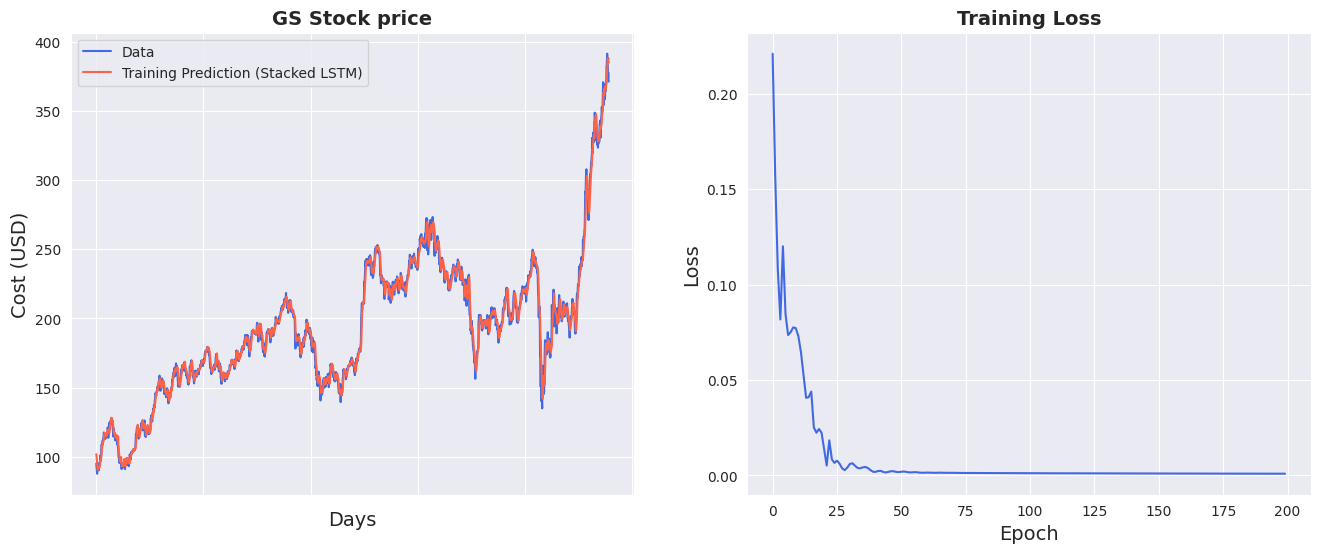 GS Stock price
Data
Training Prediction (Stacked LSTM)
400
350
300
250
200
150
100
Cost (USD)
Days
Training Loss
0.20
0.15
0.10
0.05
0.00
Loss
0 25 50 75 100 125 150 175 200
Epoch